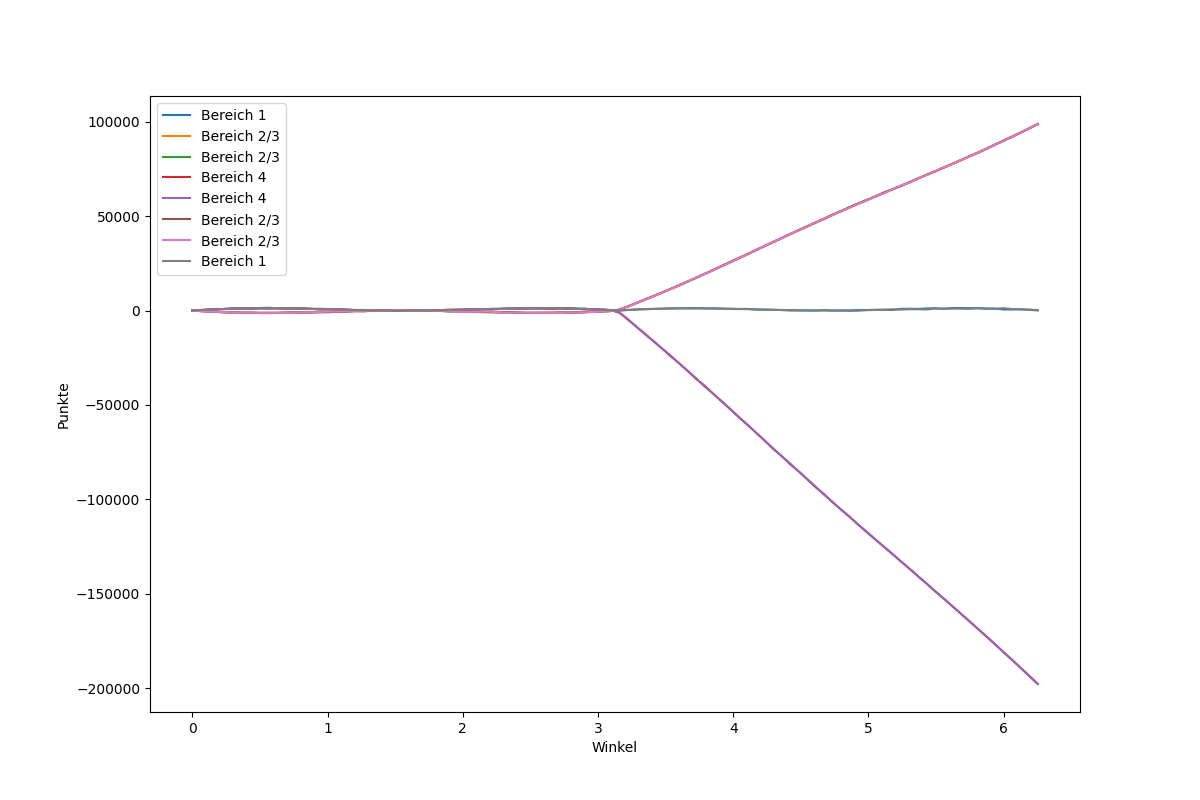 100000
50000
0
−50000
−100000
−150000
−200000
Punkte
Bereich 1
Bereich 2/3
Bereich 2/3
Bereich 4
Bereich 4
Bereich 2/3
Bereich 2/3
Bereich 1
0 1 2 3 4 5 6
Winkel